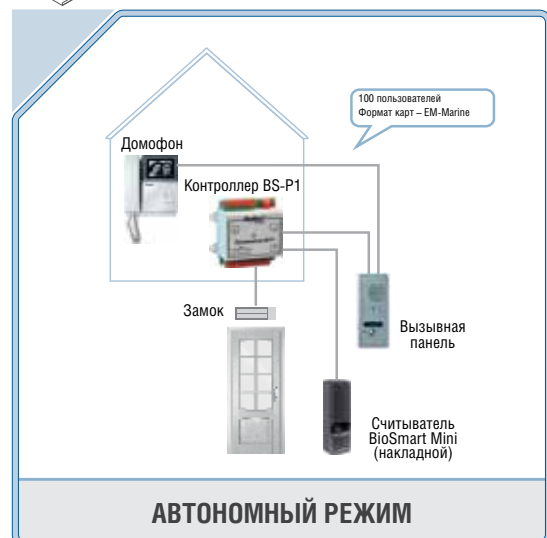 100 пользователей
Формат карт – EM-Marine
Домофон
Контроллер BS-P1
Замок
Вызывная
панель
Считыватель
BioSmart Mini
(накладной)
АВТОНОМНЫЙ РЕЖИМ